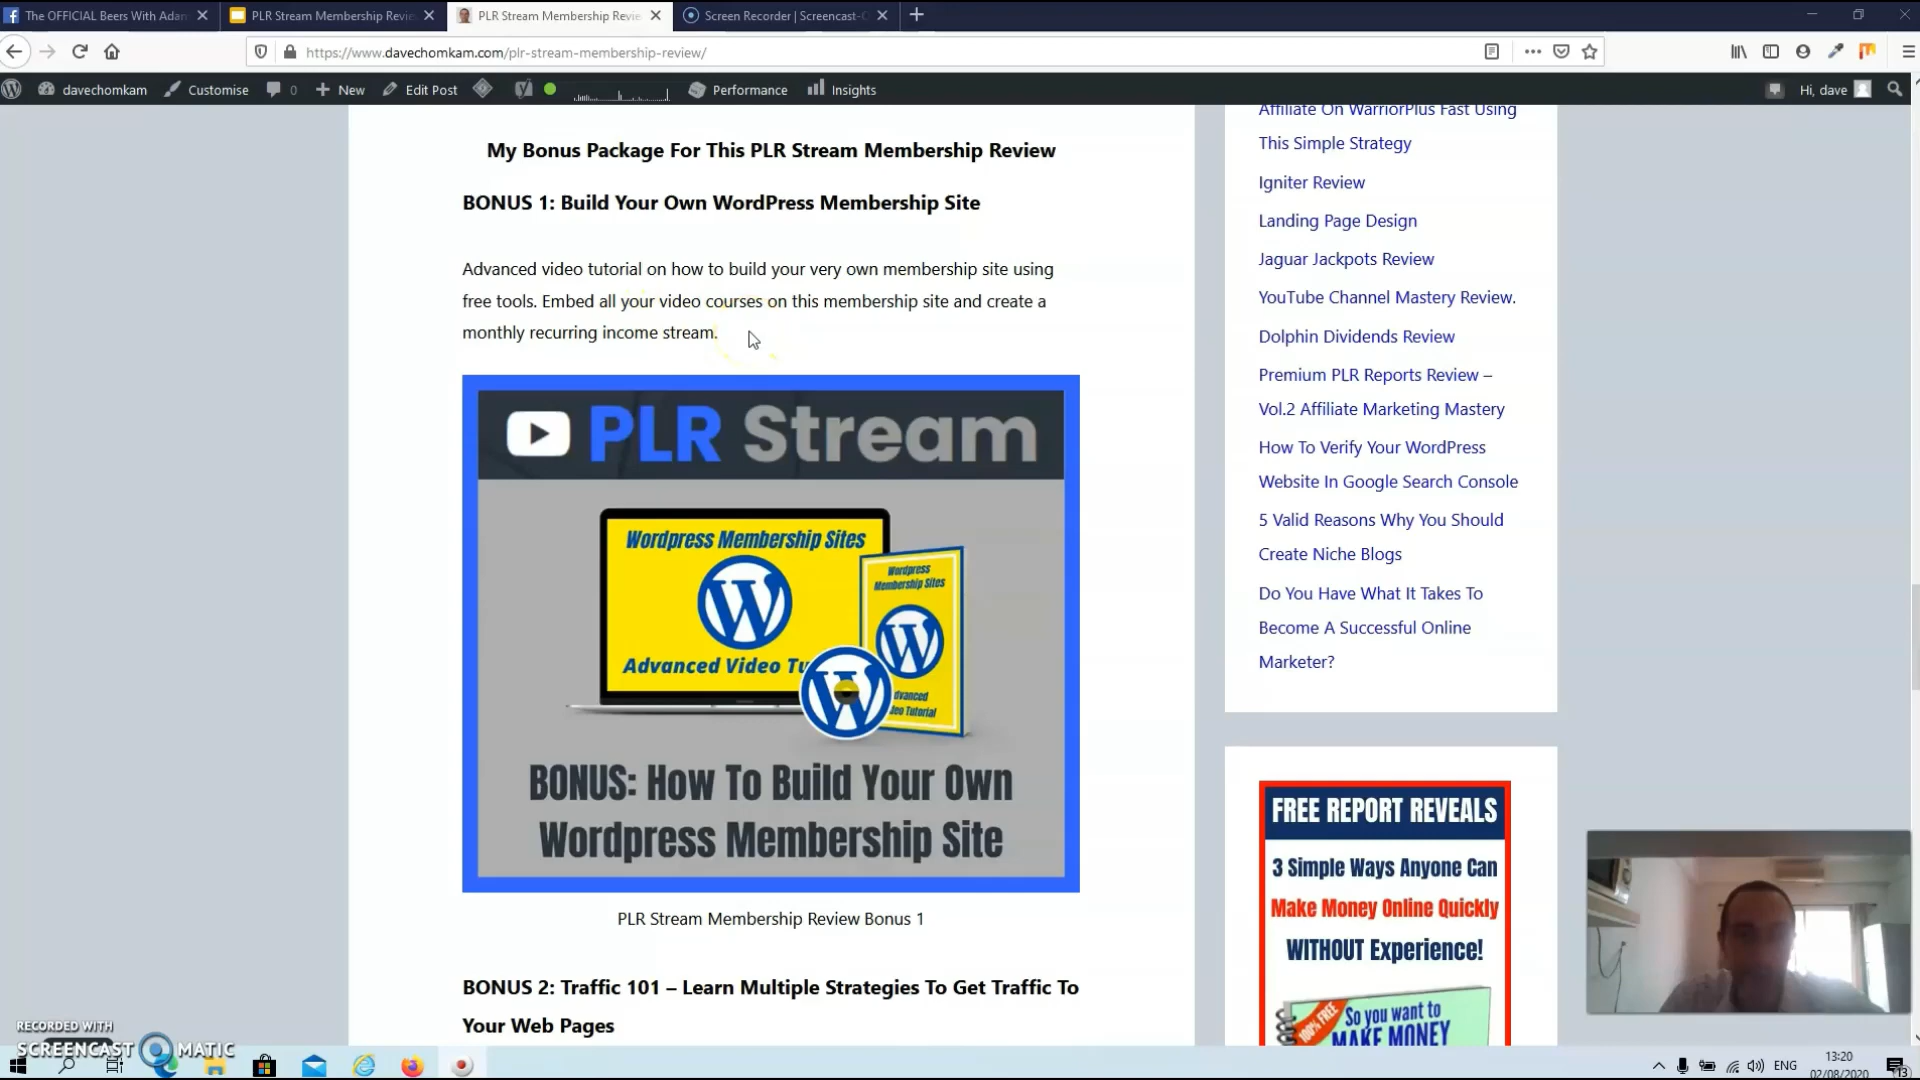 The OFFICIAL Beers With Adam
PLR Stream Membership Revie
PLR Stream Membership Revie
Screen Recorder | Screencast-O
https://www.davechomkam.com/plr-stream-membership-review/
davechomkam
Customise
0
New
Edit Post
Performance
Insights
Hi, dave
My Bonus Package For This PLR Stream Membership Review
BONUS 1: Build Your Own WordPress Membership Site
Advanced video tutorial on how to build your very own membership site using
free tools. Embed all your video courses on this membership site and create a
monthly recurring income stream.
PLR Stream
Wordpress Membership Sites
Advanced Video Tu
Wordpress
Membership Sites
dvanced
deo Tutorial
BONUS: How To Build Your Own
Wordpress Membership Site
PLR Stream Membership Review Bonus 1
BONUS 2: Traffic 101 – Learn Multiple Strategies To Get Traffic To
Your Web Pages
Affiliate On WarriorPlus Fast Using
This Simple Strategy
Igniter Review
Landing Page Design
Jaguar Jackpots Review
YouTube Channel Mastery Review.
Dolphin Dividends Review
Premium PLR Reports Review –
Vol.2 Affiliate Marketing Mastery
How To Verify Your WordPress
Website In Google Search Console
5 Valid Reasons Why You Should
Create Niche Blogs
Do You Have What It Takes To
Become A Successful Online
Marketer?
FREE REPORT REVEALS
3 Simple Ways Anyone Can
Make Money Online Quickly
WITHOUT Experience!
100% FREE
So you want to
MAKE MONEY
RECORDED WITH
SCREENCAST MATIC
ENG
13:20
02/08/2020
13